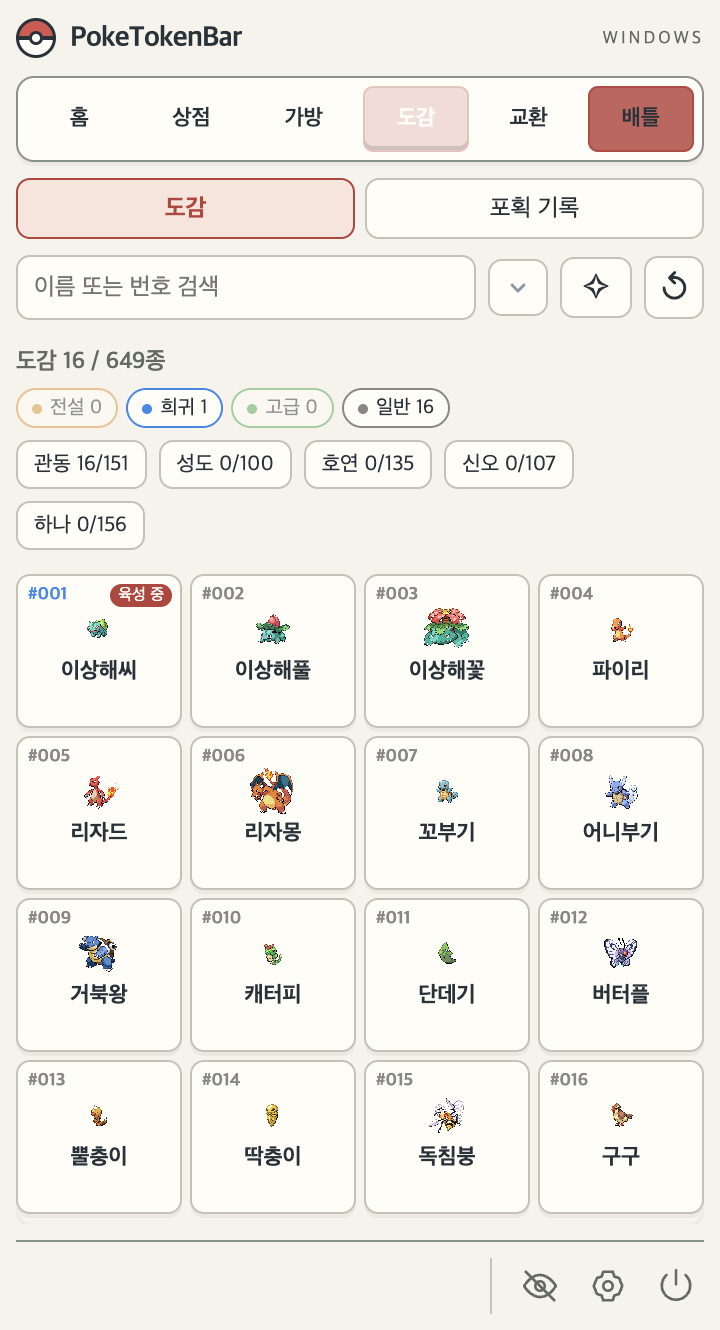 PokeTokenBar
WINDOWS
홈 상점 가방 도감 교환 배틀
도감 포획 기록
이름 또는 번호 검색
도감 16 / 649종
전설 0 희귀 1 고급 0 일반 16
관동 16/151 성도 0/100 호연 0/135 신오 0/107
하나 0/156
#001 육성 중 #002 #003 #004
이상해씨 이상해풀 이상해꽃 파이리
#005 #006 #007 #008
리자드 리자몽 꼬부기 어니부기
#009 #010 #011 #012
거북왕 캐터피 단데기 버터플
#013 #014 #015 #016
뿔충이 딱충이 독침붕 구구